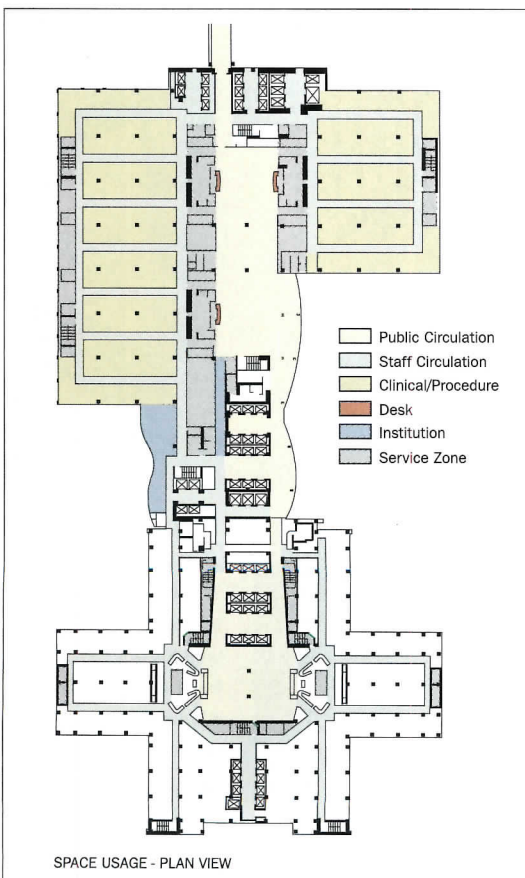 Public Circulation
Staff Circulation
Clinical/Procedure
Desk
Institution
Service Zone
SPACE USAGE - PLAN VIEW